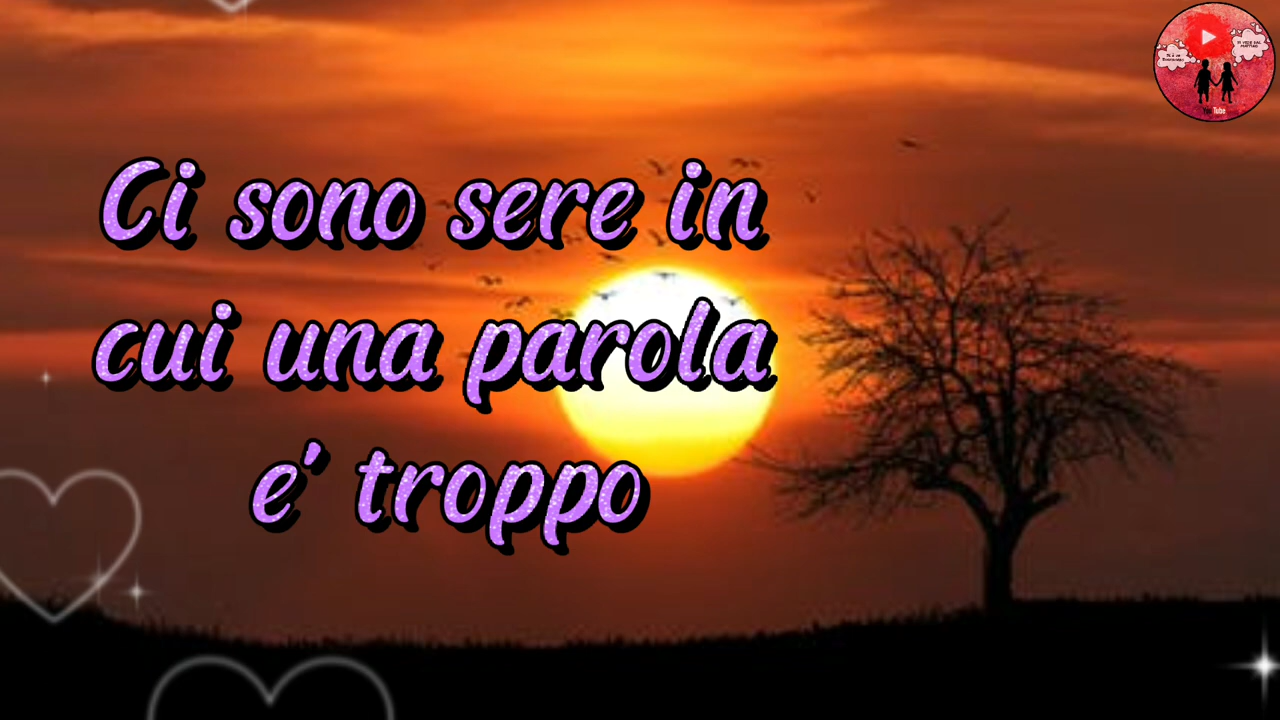 Ci sono sere in
cui una parola
e' troppo